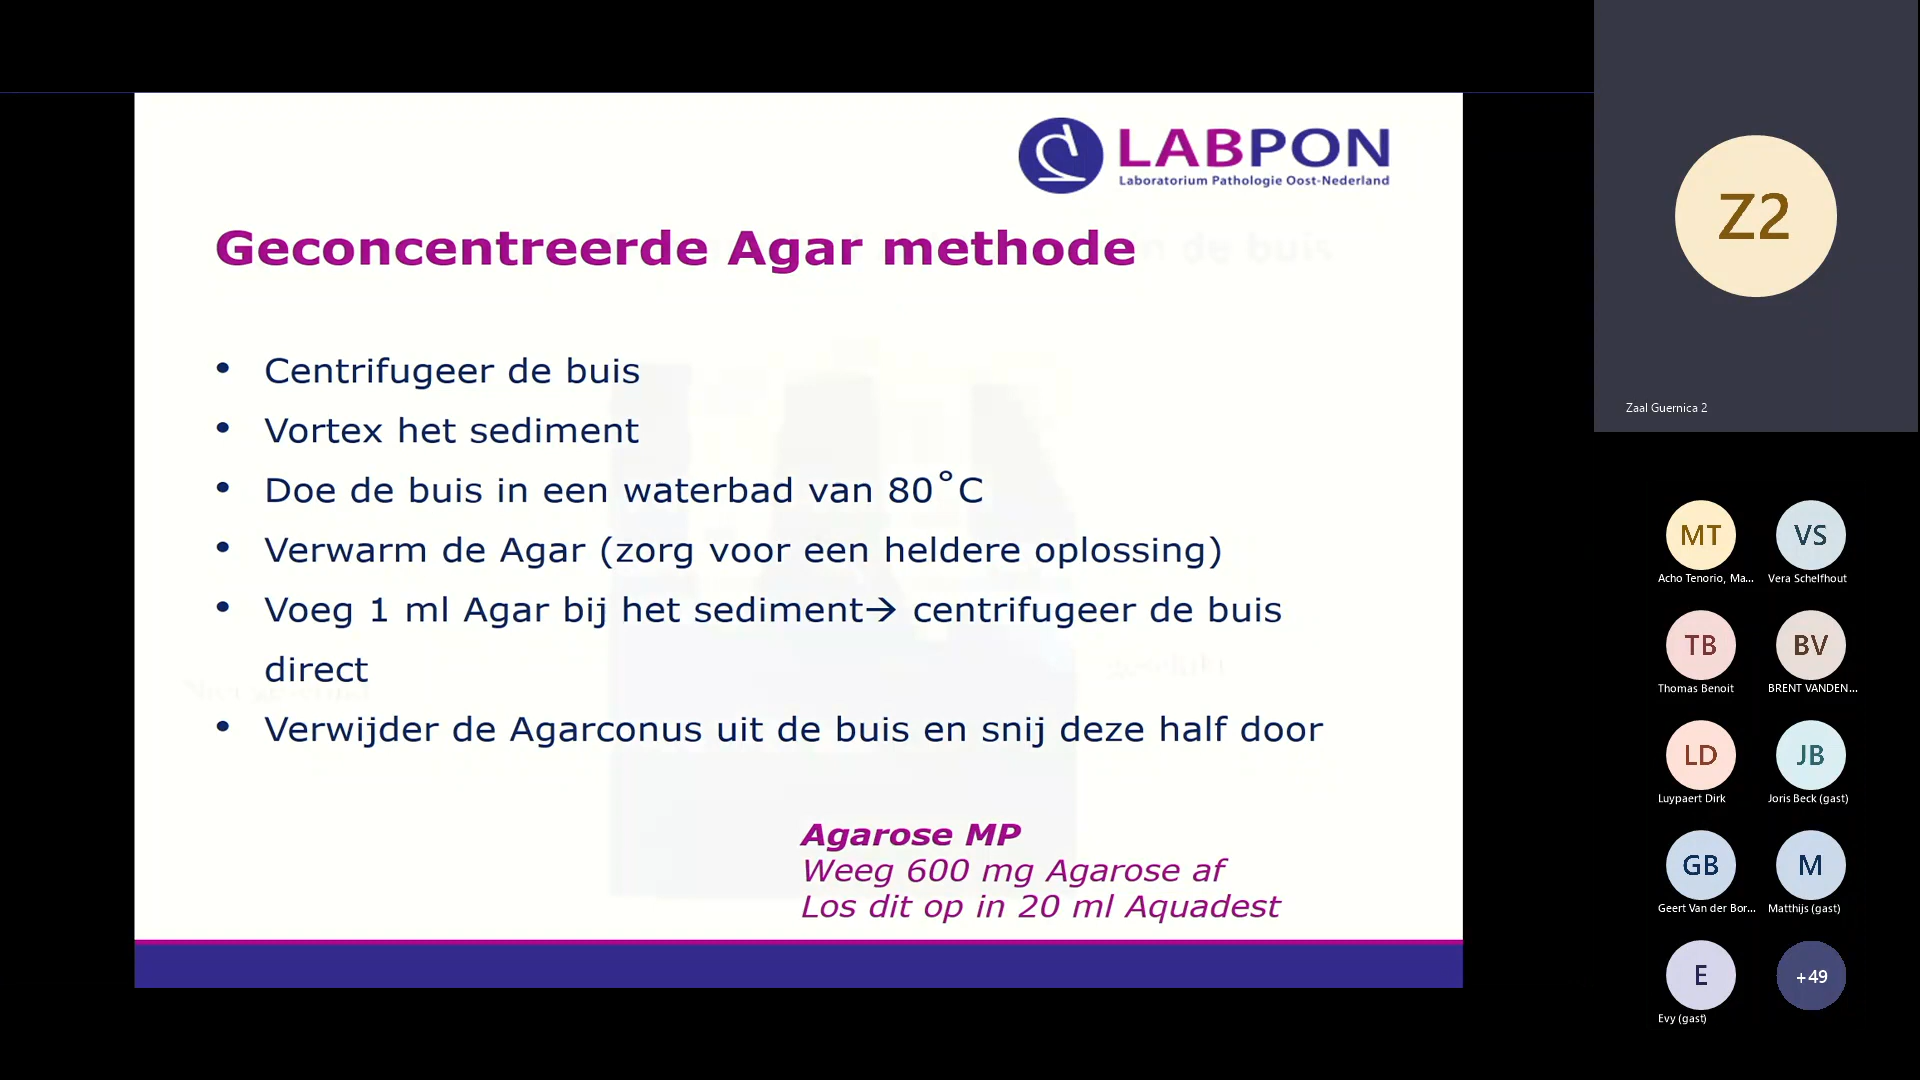 LABPON
Laboratorium Pathologie Oost-Nederland
Geconcentreerde Agar methode
• Centrifugeer de buis
• Vortex het sediment
• Doe de buis in een waterbad van 80˚C
• Verwarm de Agar (zorg voor een heldere oplossing)
• Voeg 1 ml Agar bij het sediment→ centrifugeer de buis
direct
• Verwijder de Agarconus uit de buis en snij deze half door
Agarose MP
Weeg 600 mg Agarose af
Los dit op in 20 ml Aquadest
Z2
Zaal Guernica 2
MT
Acho Tenorio, Ma...
VS
Vera Schelfhout
TB
Thomas Benoit
BV
BRENT VANDEN...
LD
Luypaert Dirk
JB
Joris Beck (gast)
GB
Geert Van der Bor...
M
Matthijs (gast)
E
Evy (gast)
+49